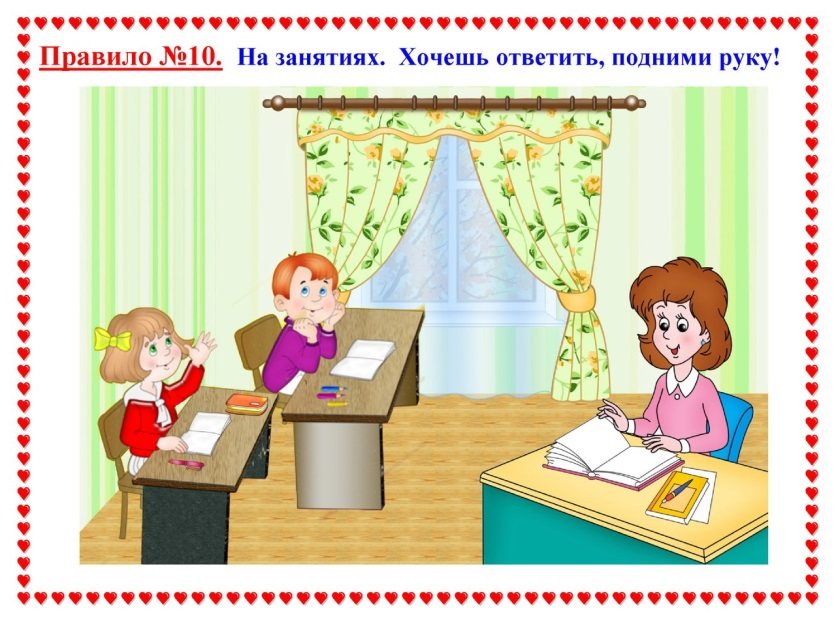 Правило №10. На занятиях. Хочешь ответить, подними руку!